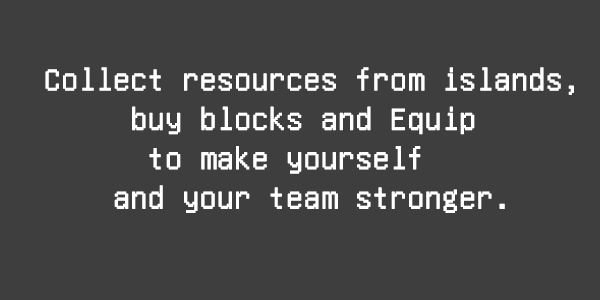 Collect resources from islands,
buy blocks and Equip
to make yourself
and your team stronger.